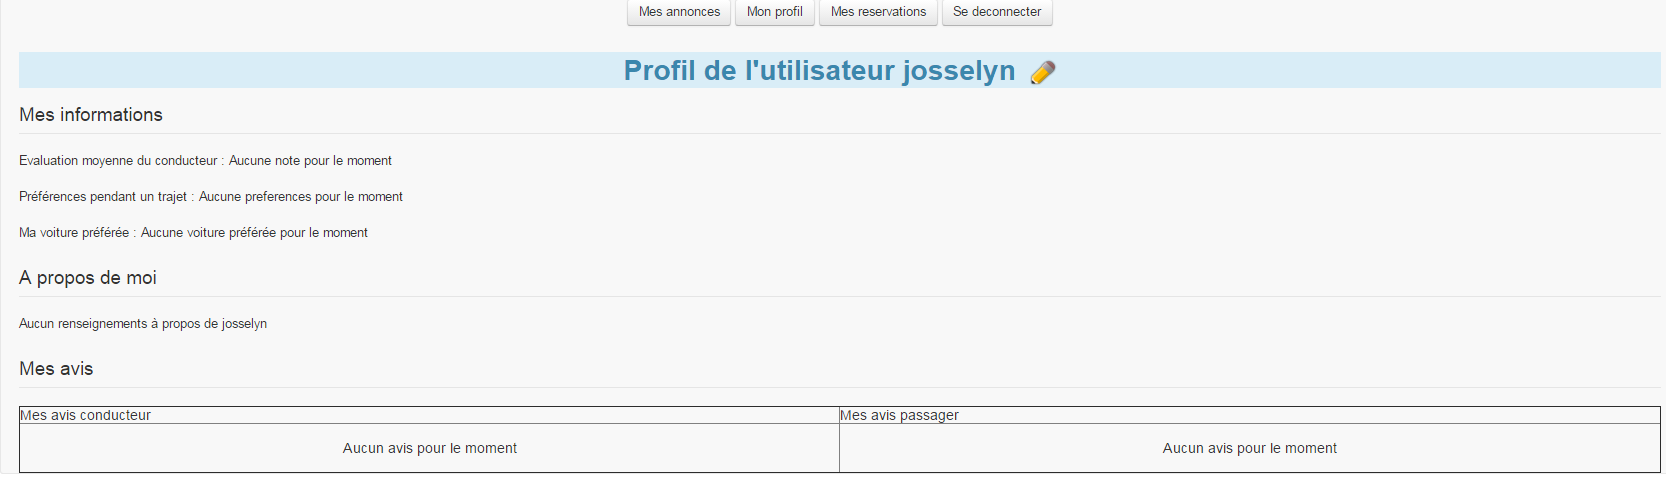 Mes annonces Mon profil Mes reservations Se deconnecter
Profil de l'utilisateur josselyn
Mes informations
Evaluation moyenne du conducteur : Aucune note pour le moment
Préférences pendant un trajet : Aucune preferences pour le moment
Ma voiture préférée : Aucune voiture préférée pour le moment
A propos de moi
Aucun renseignements à propos de josselyn
Mes avis
Mes avis conducteur Mes avis passager
Aucun avis pour le moment Aucun avis pour le moment